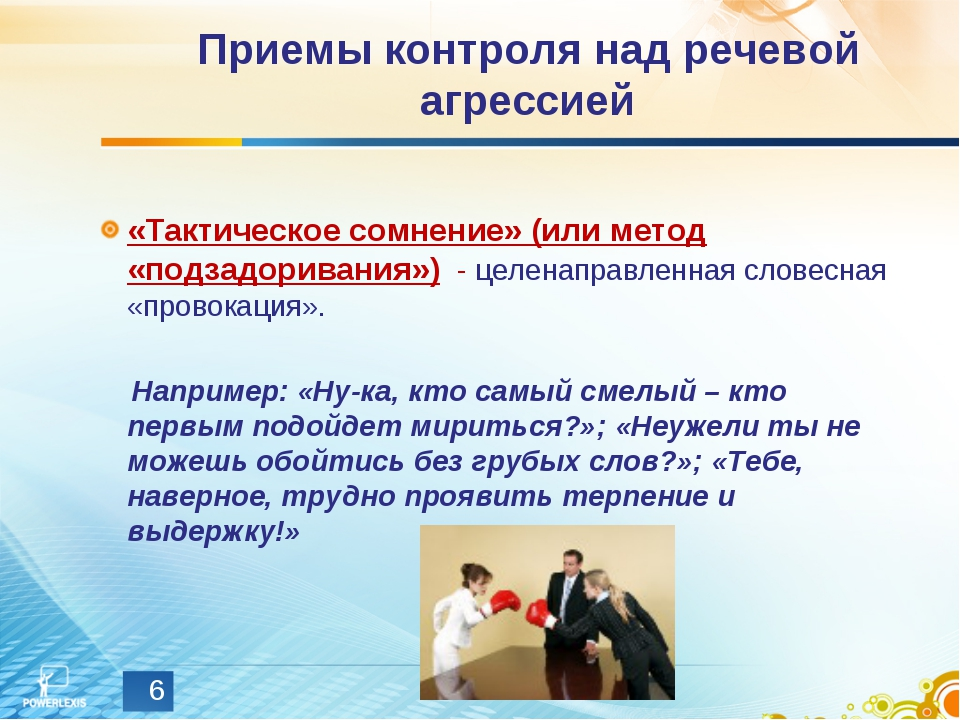 Приемы контроля над речевой
агрессией
«Тактическое сомнение» (или метод
«подзадоривания») - целенаправленная словесная
«провокация».
Например: «Ну-ка, кто самый смелый – кто
первым подойдет мириться?»; «Неужели ты не
можешь обойтись без грубых слов?»; «Тебе,
наверное, трудно проявить терпение и
выдержку!»
POWERLEXIS
6